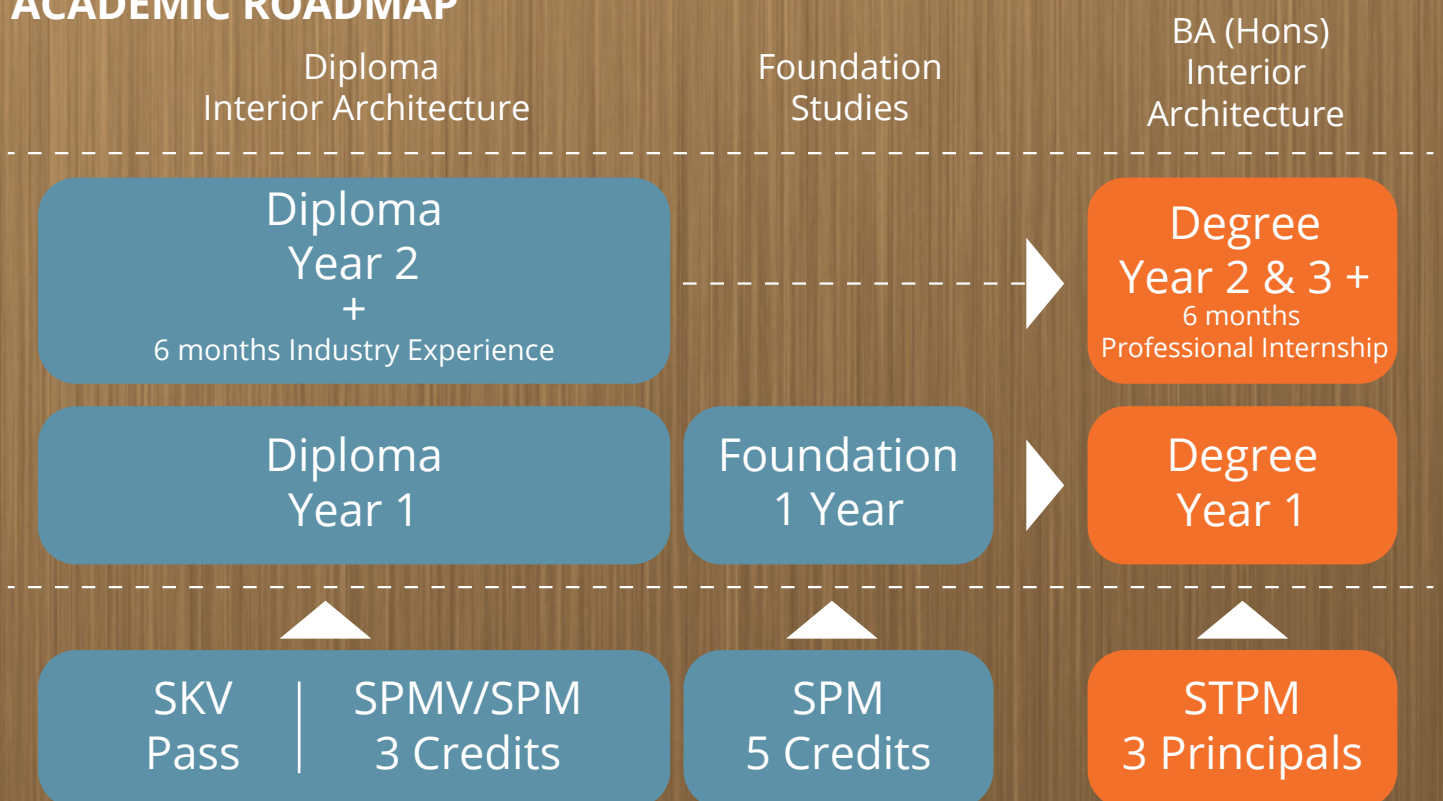 ACADEMIC ROADMAP
Diploma
Interior Architecture
Foundation
Studies
BA (Hons)
Interior
Architecture
Diploma
Year 2
+
6 months Industry Experience
Degree
Year 2 & 3 +
6 months
Professional Internship
Diploma
Year 1
Foundation
1 Year
Degree
Year 1
SKV
Pass
SPMV/SPM
3 Credits
SPM
5 Credits
STPM
3 Principals